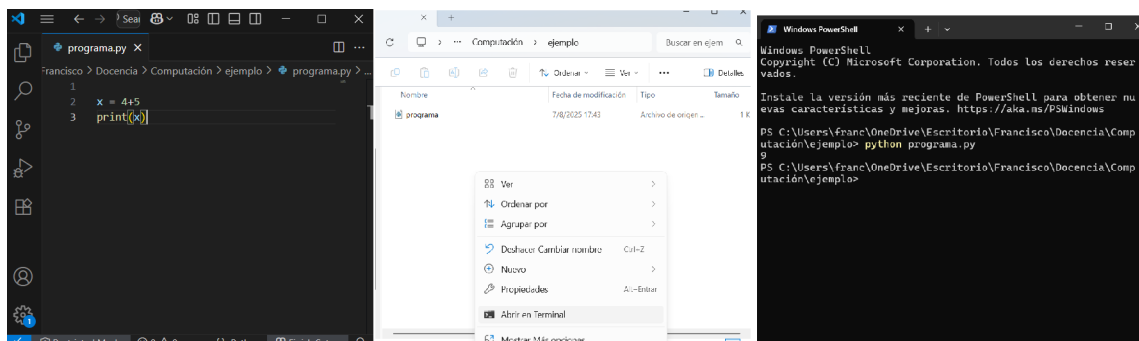 Sear
programa.py
Francisco > Docencia > Computación > ejemplo > programa.py > ...
1
2 x = 4+5
3 print(x)
1
Computación > ejemplo
Buscar en ejem
Ordenar
Ver
Detalles
Nombre
Fecha de modificación
Tipo
Tamaño
programa
7/8/2025 17:43
Archivo de origen ...
1 K
Ver
Ordenar por
Agrupar por
Deshacer Cambiar nombre
Ctrl+Z
Nuevo
Propiedades
Alt+Entrar
Abrir en Terminal
Mostrar Más opciones
Windows PowerShell
Windows PowerShell
Copyright (C) Microsoft Corporation. Todos los derechos reser
vados.
Instale la versión más reciente de PowerShell para obtener nu
evas características y mejoras. https://aka.ms/PSWindows
PS C:\Users\franc\OneDrive\Escritorio\Francisco\Docencia\Comp
utación\ejemplo> python programa.py
9
PS C:\Users\franc\OneDrive\Escritorio\Francisco\Docencia\Comp
utación\ejemplo>